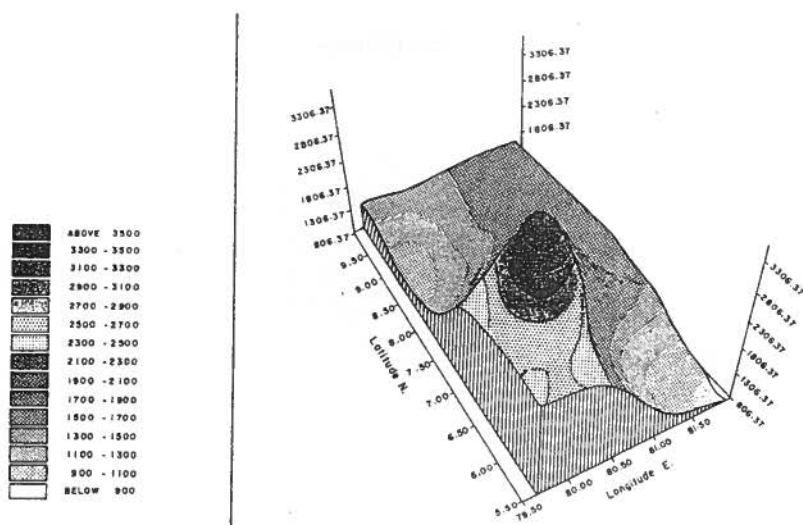 ABOVE 3500
3300 - 3500
3100 - 3300
2900 - 3100
2700 - 2900
2500 - 2700
2300 - 2500
2100 - 2300
1900 - 2100
1700 - 1900
1500 - 1700
1300 - 1500
1100 - 1300
900 - 1100
BELOW 900
3306.37
2806.37
2306.37
1806.37
1306.37
806.37
3306.37
2806.37
2306.37
1806.37
3306.37
2806.37
2306.37
1806.37
1306.37
806.37
9.50
9.00
8.50
8.00
7.50
7.00
6.50
6.00
5.50
Latitude N.
79.50
80.00
80.50
81.00
81.50
Longitude E.